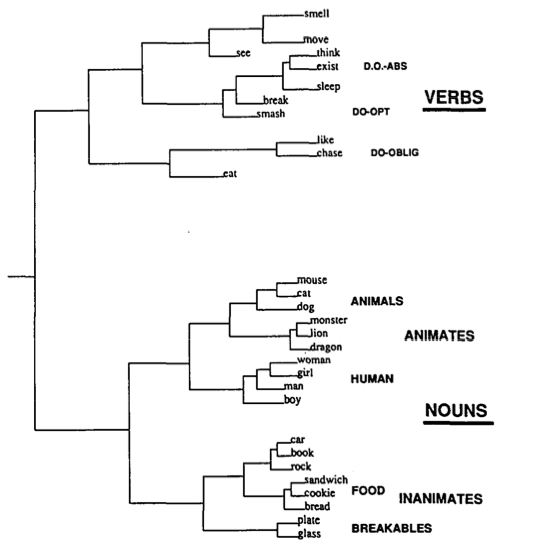 smell
move
see
think
exist
D.O.-ABS
sleep
VERBS
break
smash
DO-OPT
like
chase
DO-OBLIG
eat
mouse
cat
ANIMALS
dog
monster
lion
ANIMATES
dragon
woman
girl
HUMAN
man
boy
NOUNS
car
book
rock
sandwich
FOOD
cookie
INANIMATES
bread
plate
BREAKABLES
glass